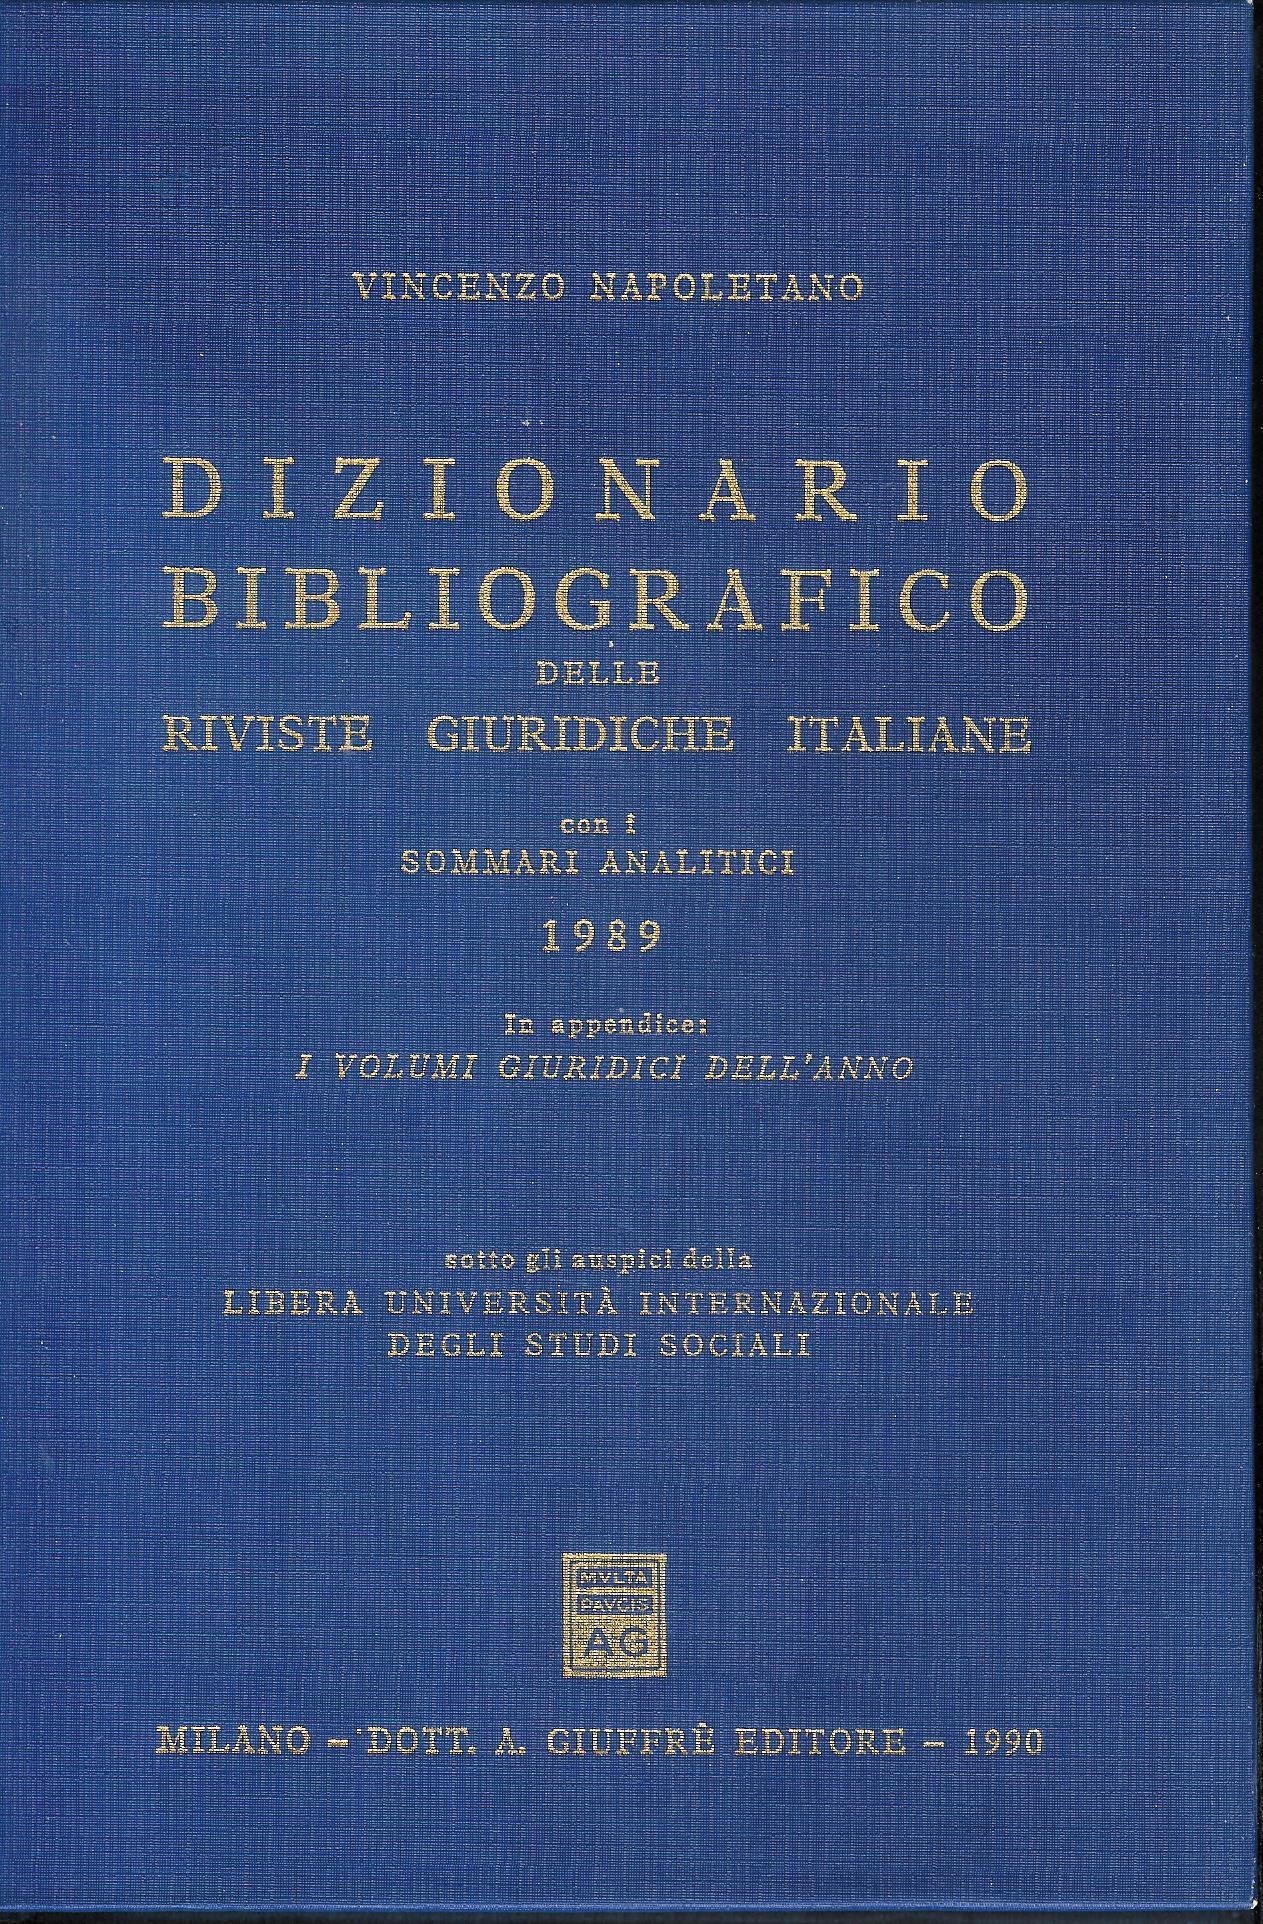 VINCENZO NAPOLETANO
DIZIONARIO
BIBLIOGRAFICO
DELLE
RIVISTE GIURIDICHE ITALIANE
con i
SOMMARI ANALITICI
1989
In appendice:
I VOLUMI GIURIDICI DELL'ANNO
sotto gli auspici della
LIBERA UNIVERSITÀ INTERNAZIONALE
DEGLI STUDI SOCIALI
MVLTA
PAVCIS
AG
MILANO - DOTT. A. GIUFFRÈ EDITORE - 1990